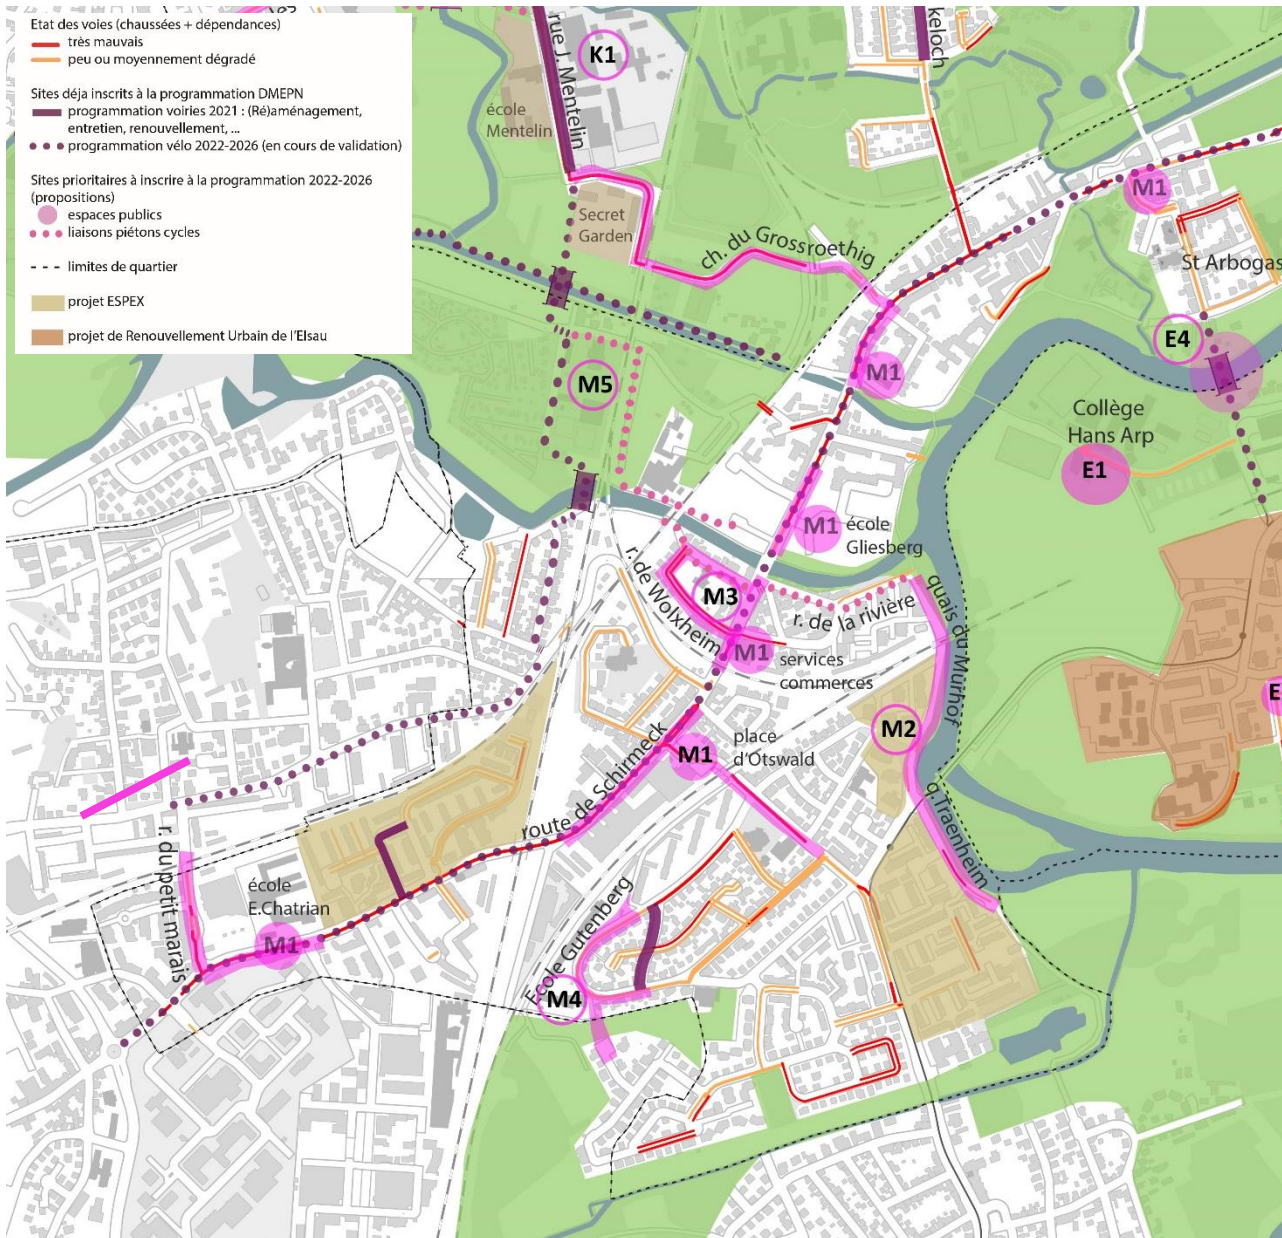 Etat des voies (chaussées + dépendances)
très mauvais
peu ou moyennement dégradé
Sites déja inscrits à la programmation DMEPN
programmation voiries 2021 : (Ré)aménagement,
entretien, renouvellement, ...
programmation vélo 2022-2026 (en cours de validation)
Sites prioritaires à inscrire à la programmation 2022-2026
(propositions)
espaces publics
liaisons piétons cycles
limites de quartier
projet ESPEX
projet de Renouvellement Urbain de l'Elsau
rue J. Mentelin
K1
keloch
école
Mentelin
Secret
Garden
ch. du Grossroethig
M1
St Arbogas
E4
M5
M1
Collège
Hans Arp
E1
M1
école
Gliesberg
r. de Wolxheim
M3
r. de la rivière
quais du Murhof
M1
services
commerces
E
M2
place
d'Otswald
M1
route de Schirmeck
q.Traenheim
r. du petit marais
école
E.Chatrian
M1
Ecole Gutenberg
M4